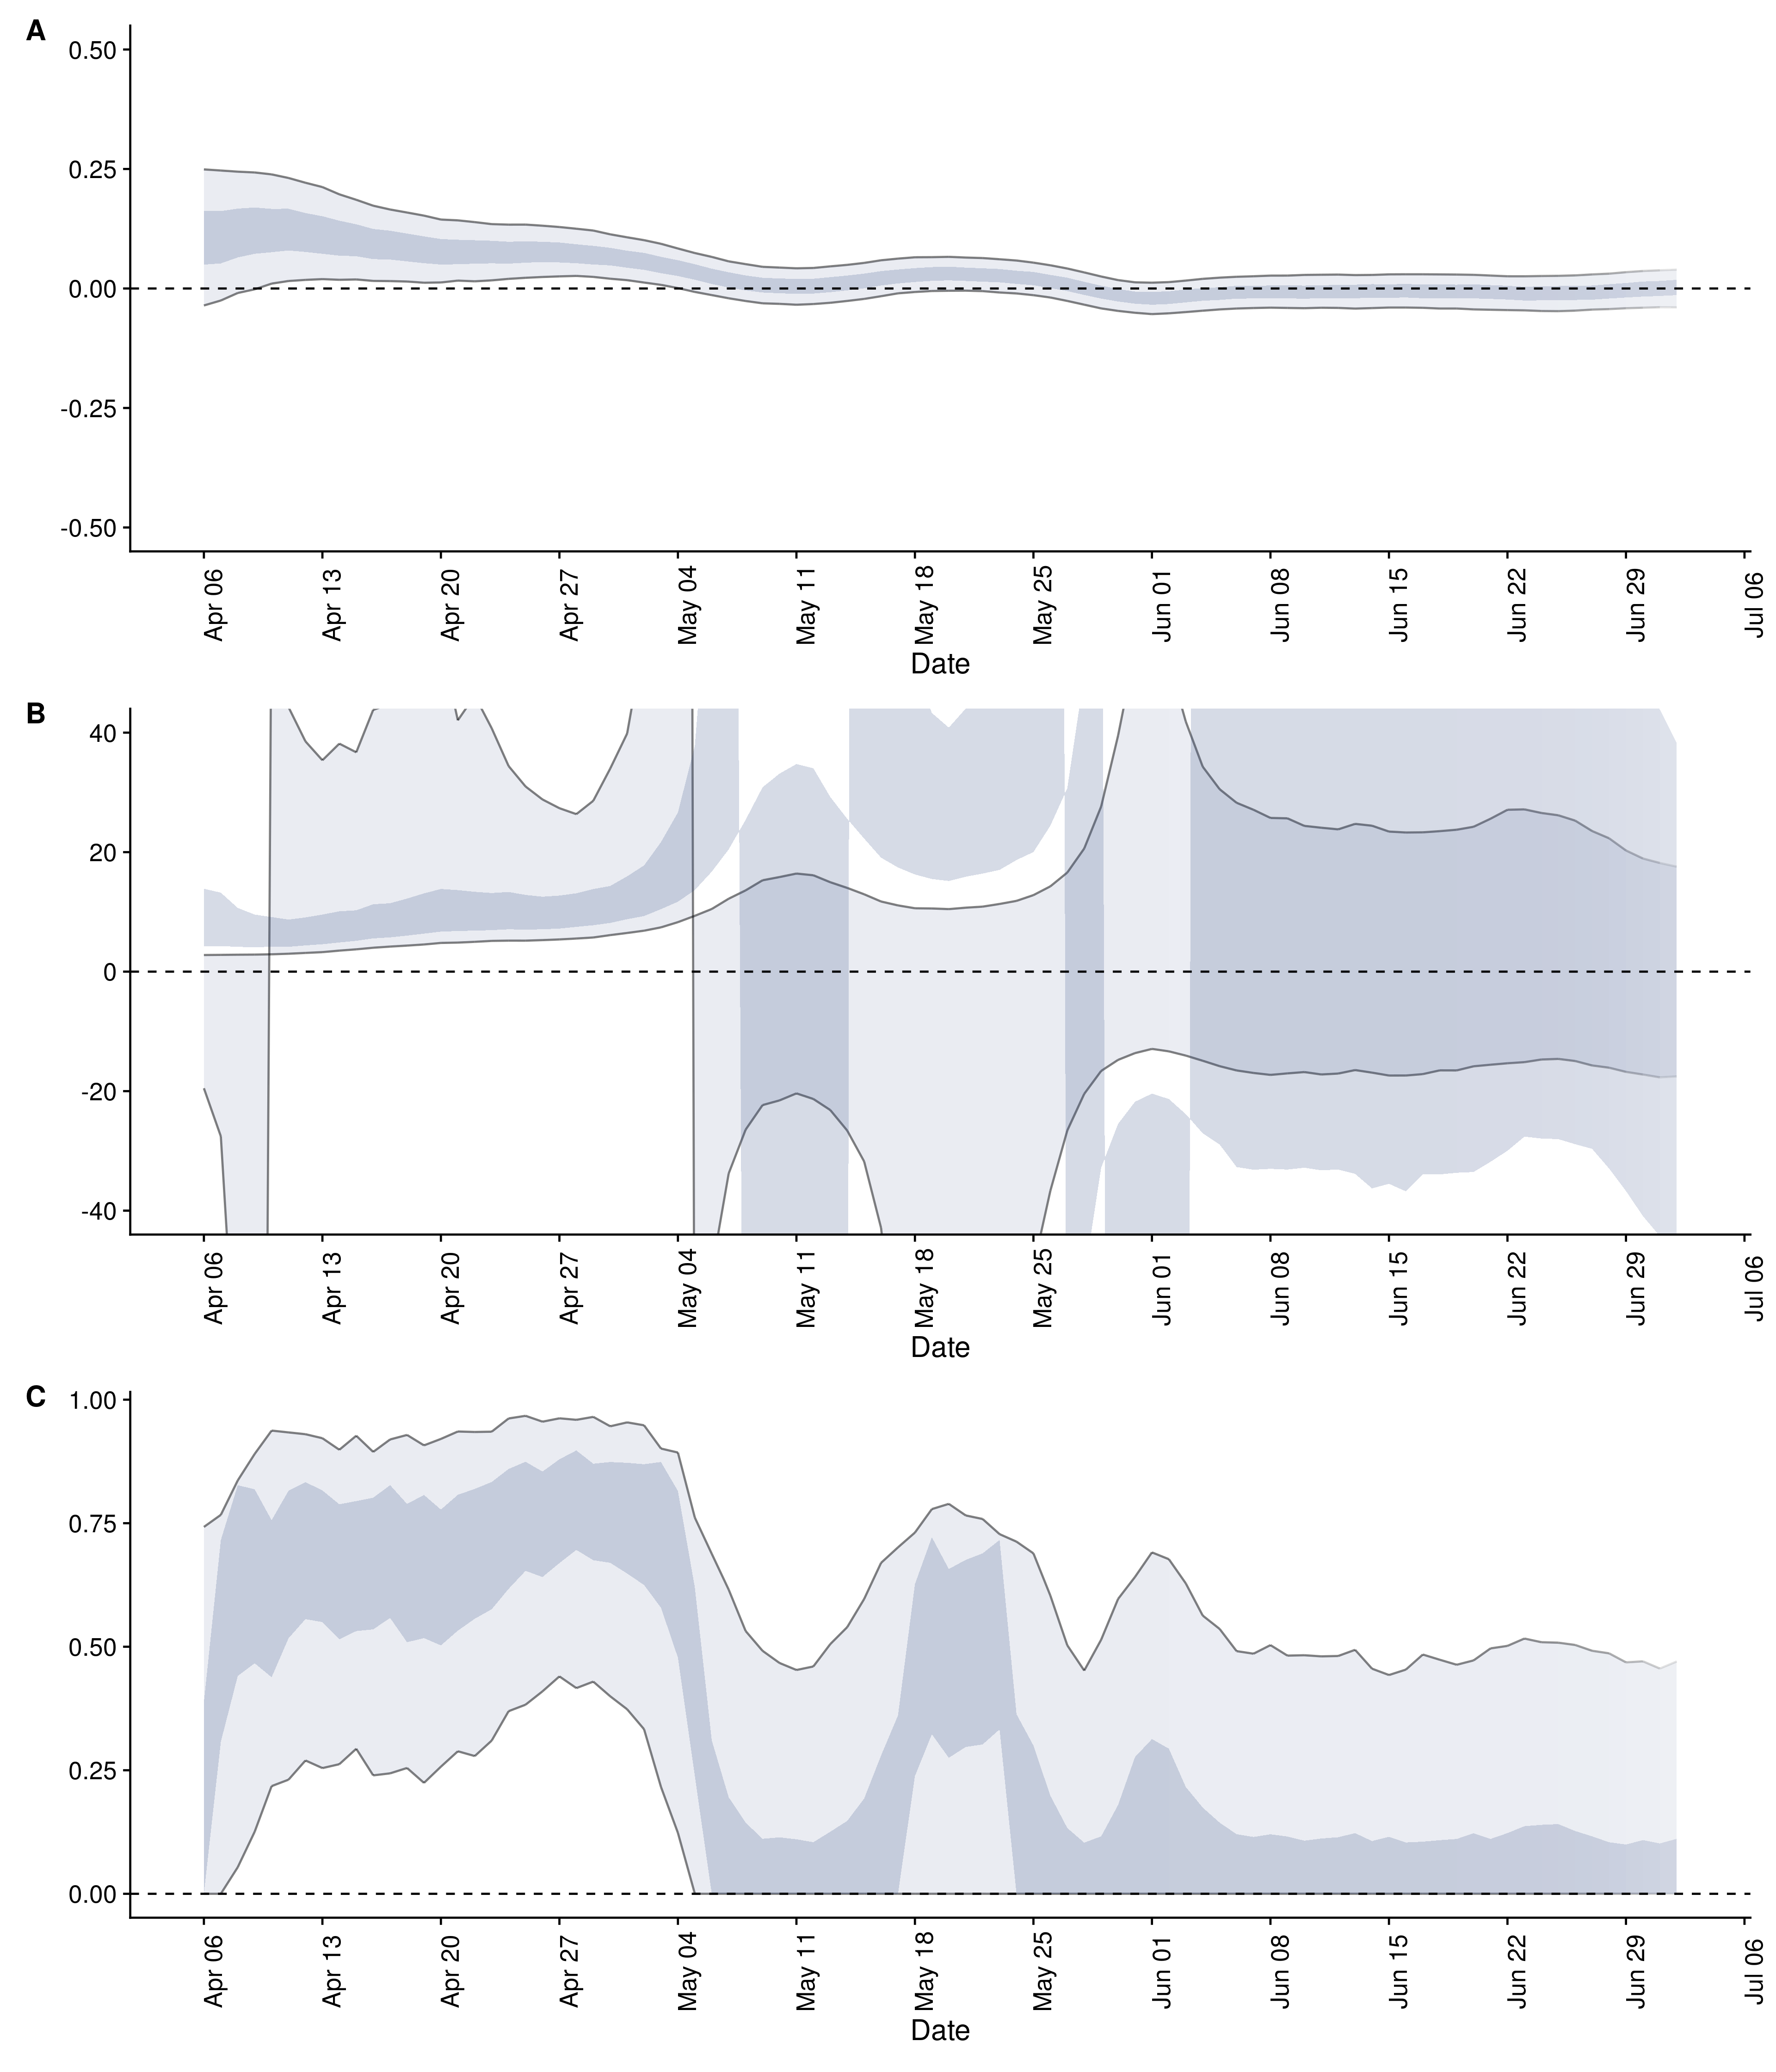 A
0.50
0.25
0.00
-0.25
-0.50
Apr 06
Apr 13
Apr 20
Apr 27
May 04
May 11
May 18
May 25
Jun 01
Jun 08
Jun 15
Jun 22
Jun 29
Jul 06
Date
B
40
20
0
-20
-40
Apr 06
Apr 13
Apr 20
Apr 27
May 04
May 11
May 18
May 25
Jun 01
Jun 08
Jun 15
Jun 22
Jun 29
Jul 06
Date
C
1.00
0.75
0.50
0.25
0.00
Apr 06
Apr 13
Apr 20
Apr 27
May 04
May 11
May 18
May 25
Jun 01
Jun 08
Jun 15
Jun 22
Jun 29
Jul 06
Date